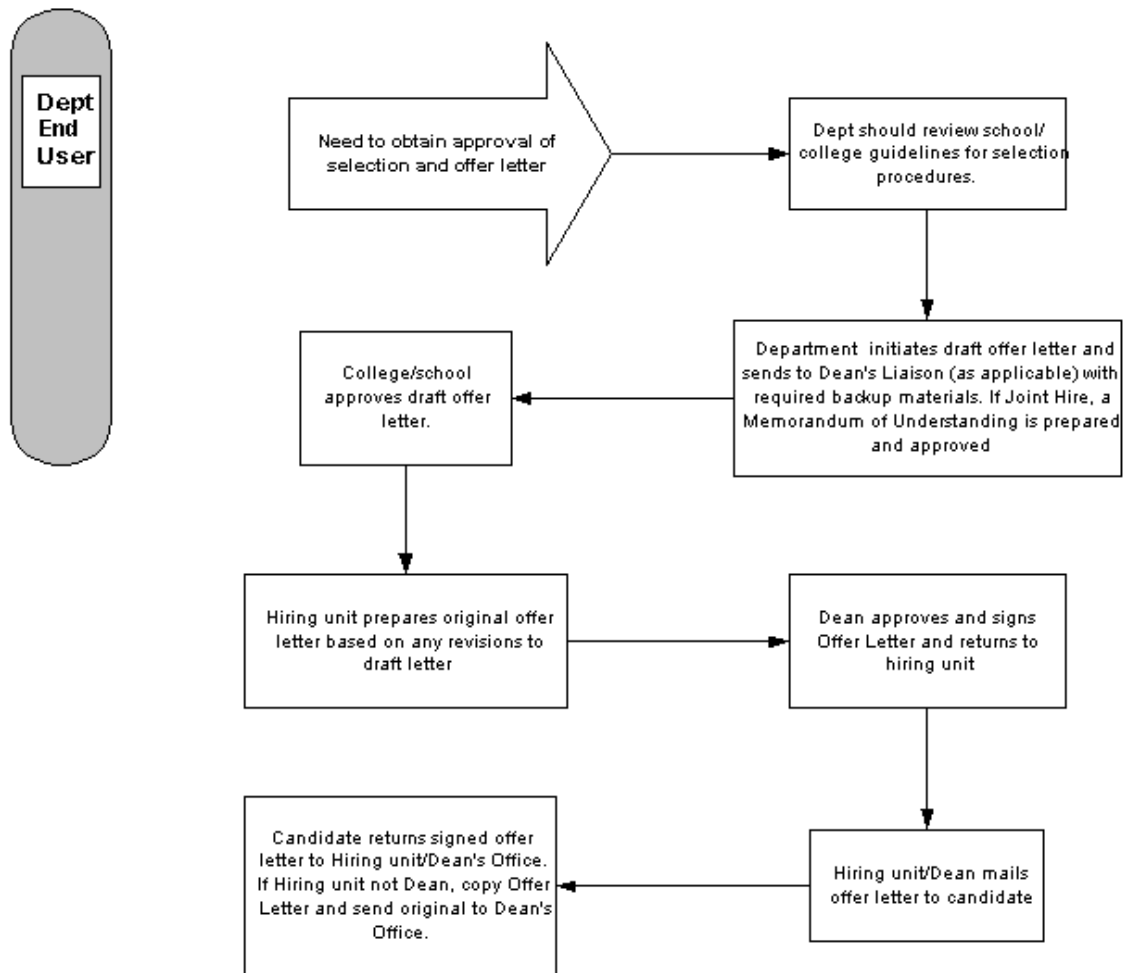 Dept
End
User
Need to obtain approval of
selection and offer letter
Dept should review school/
college guidelines for selection
procedures.
Department initiates draft offer letter and
sends to Dean's Liaison (as applicable) with
required backup materials. If Joint Hire, a
Memorandum of Understanding is prepared
and approved
College/school
approves draft offer
letter.
Hiring unit prepares original offer
letter based on any revisions to
draft letter
Dean approves and signs
Offer Letter and returns to
hiring unit
Hiring unit/Dean mails
offer letter to candidate
Candidate returns signed offer
letter to Hiring unit/Dean's Office.
If Hiring unit not Dean, copy Offer
Letter and send original to Dean's
Office.